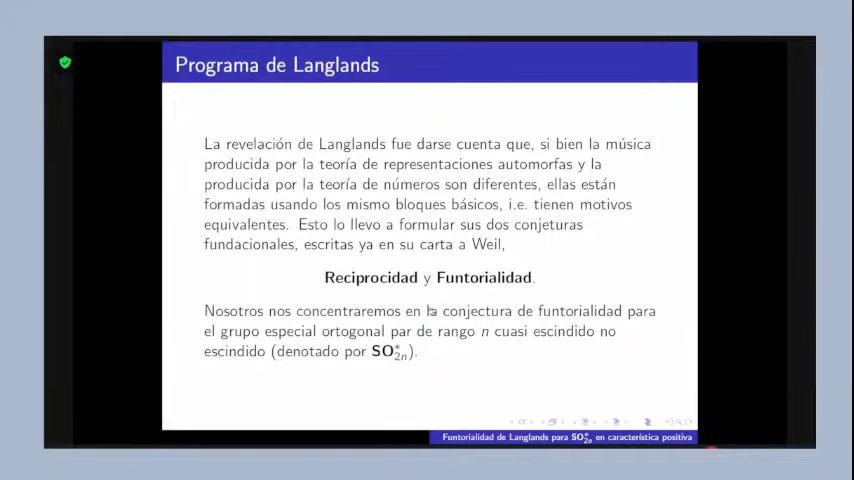 Programa de Langlands
La revelación de Langlands fue darse cuenta que, si bien la música
producida por la teoría de representaciones automorfas y la
producida por la teoría de números son diferentes, ellas están
formadas usando los mismo bloques básicos, i.e. tienen motivos
equivalentes. Esto lo llevo a formular sus dos conjeturas
fundacionales, escritas ya en su carta a Weil,
Reciprocidad y Funtorialidad.
Nosotros nos concentraremos en la conjectura de funtorialidad para
el grupo especial ortogonal par de rango n cuasi escindido no
escindido (denotado por SO*2n).
Funtorialidad de Langlands para SO*2n en característica positiva